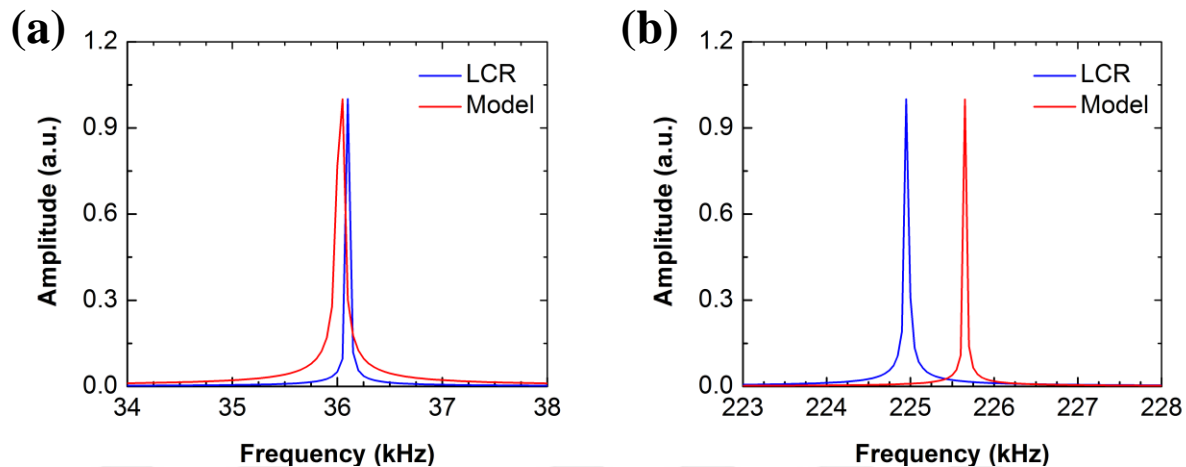 (a)
1.2
0.9
0.6
0.3
0.0
Amplitude (a.u.)
LCR
Model
34 35 36 37 38
Frequency (kHz)
(b)
1.2
0.9
0.6
0.3
0.0
Amplitude (a.u.)
LCR
Model
223 224 225 226 227 228
Frequency (kHz)